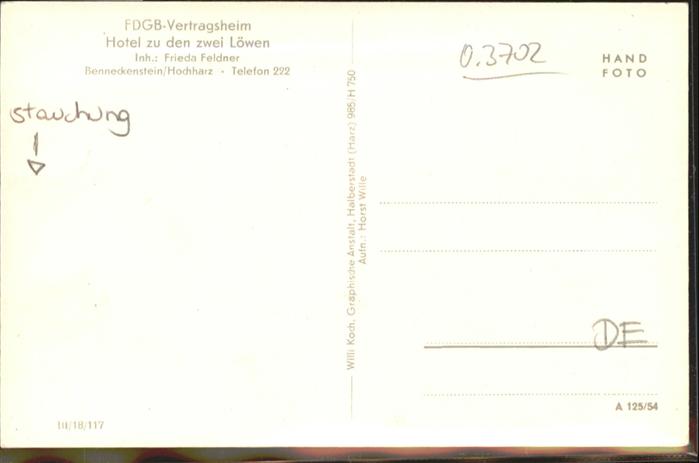 FDGB-Vertragsheim
Hotel zu den zwei Löwen
Inh.: Frieda Feldner
Benneckenstein/Hochharz · Telefon 222
0.3702
HAND
FOTO
stauchung
Willi Koch, Graphische Anstalt, Halberstadt (Harz) 985/H 750
Aufn.: Horst Wille
DE
A 125/54
III/18/117